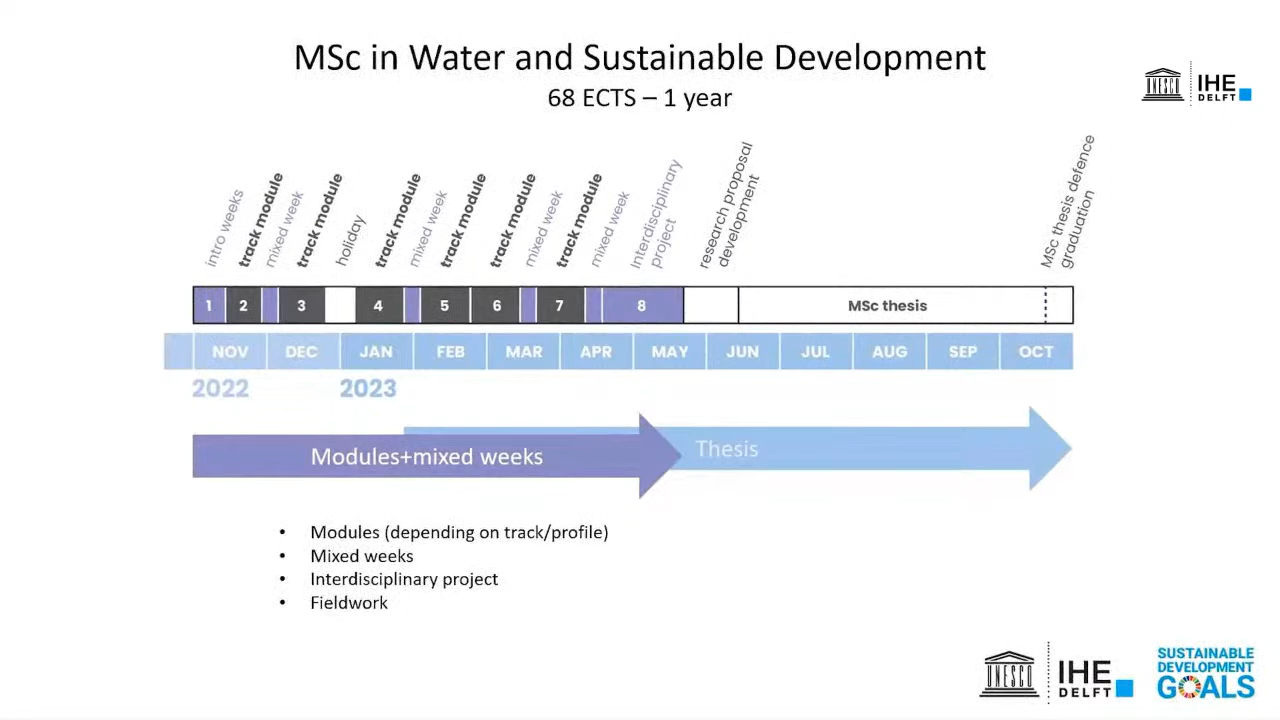 MSc in Water and Sustainable Development
68 ECTS – 1 year
UNESCO
IHE
DELFT
intro weeks
track module
mixed week
track module
holiday
track module
mixed week
track module
track module
mixed week
track module
mixed week
Interdisciplinary
project
research proposal
development
MSc thesis defence
graduation
1 2 3 4 5 6 7 8 MSc thesis
NOV DEC JAN FEB MAR APR MAY JUN JUL AUG SEP OCT
2022 2023
Modules+mixed weeks
Thesis
• Modules (depending on track/profile)
• Mixed weeks
• Interdisciplinary project
• Fieldwork
UNESCO
IHE
DELFT
SUSTAINABLE
DEVELOPMENT
GOALS